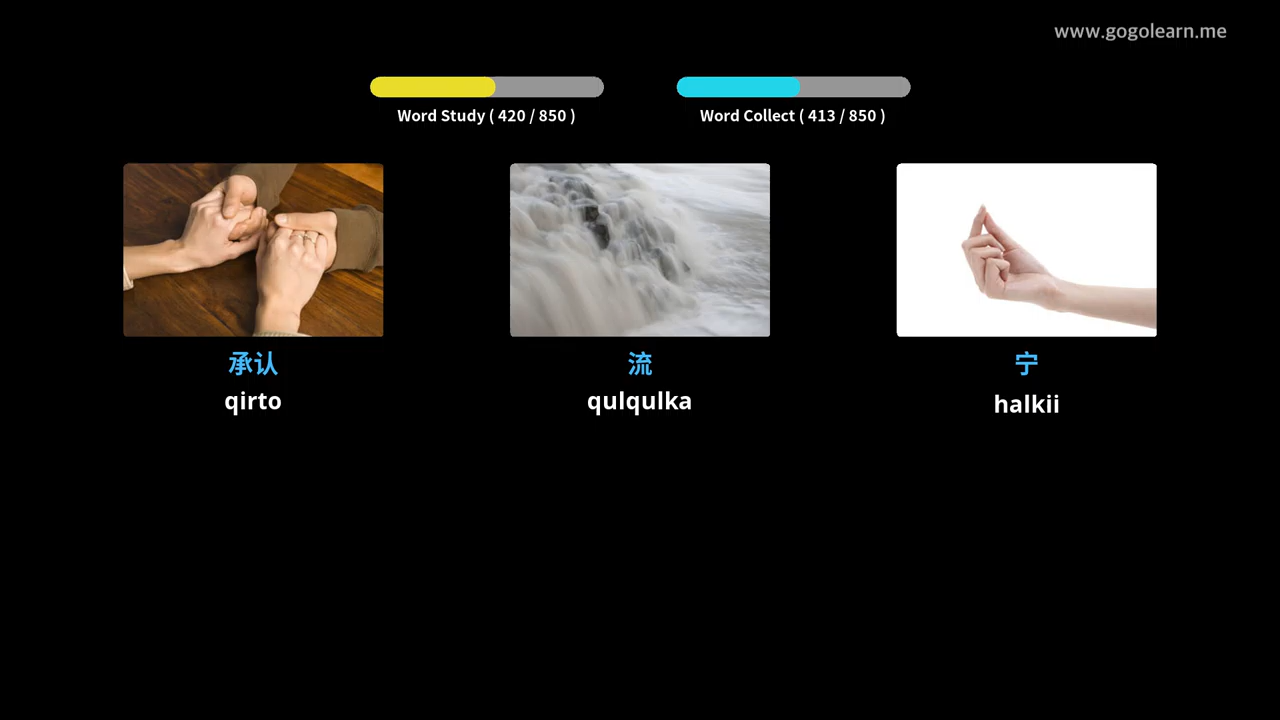 www.gogolearn.me
Word Study ( 420 / 850 )
Word Collect ( 413 / 850 )
承认
qirto
流
qulqulka
宁
halkii